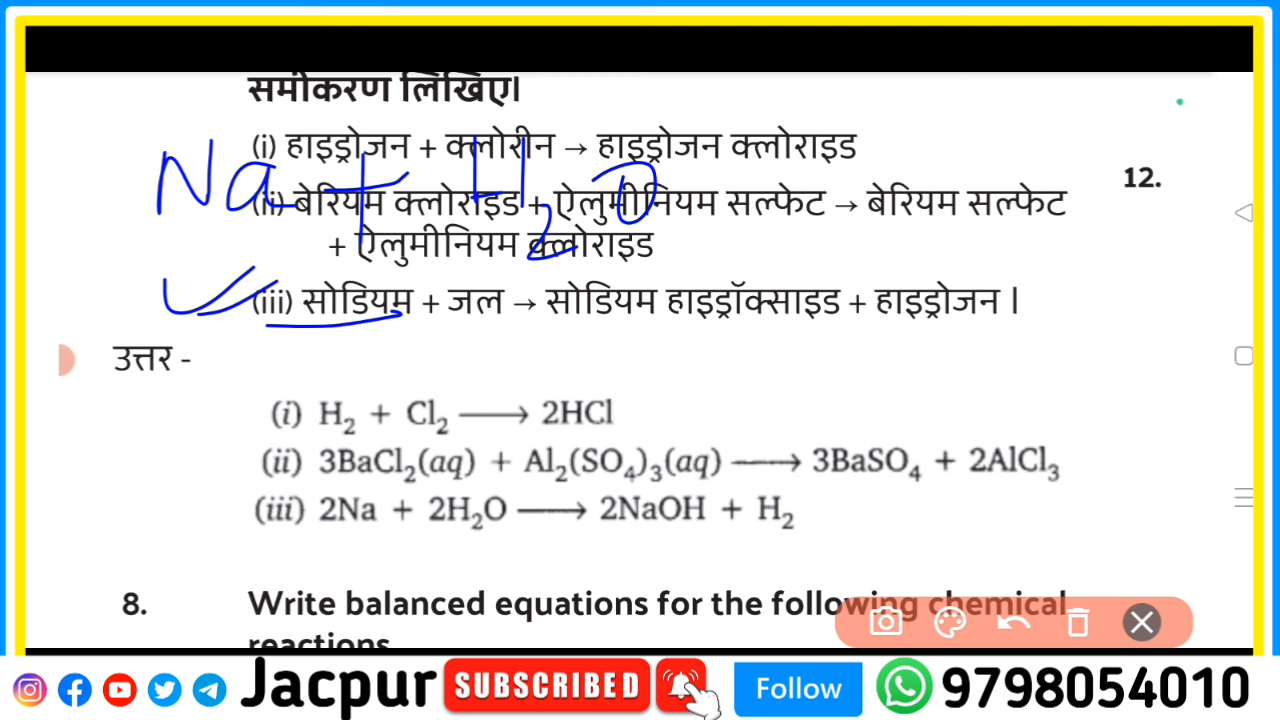 समीकरण लिखिए।
(i) हाइड्रोजन + क्लोरीन → हाइड्रोजन क्लोराइड
12.
Na + H2O
(ii) बेरियम क्लोराइड + ऐलुमीनियम सल्फेट → बेरियम सल्फेट
+ ऐलुमीनियम क्लोराइड
(iii) सोडियम + जल → सोडियम हाइड्रॉक्साइड + हाइड्रोजन ।
उत्तर -
(i) H₂ + Cl₂ ⟶ 2HCl
(ii) 3BaCl₂(aq) + Al₂(SO₄)₃(aq) ⟶ 3BaSO₄ + 2AlCl₃
(iii) 2Na + 2H₂O ⟶ 2NaOH + H₂
8. Write balanced equations for the following chemical
reactions
Jacpur SUBSCRIBED Follow 9798054010